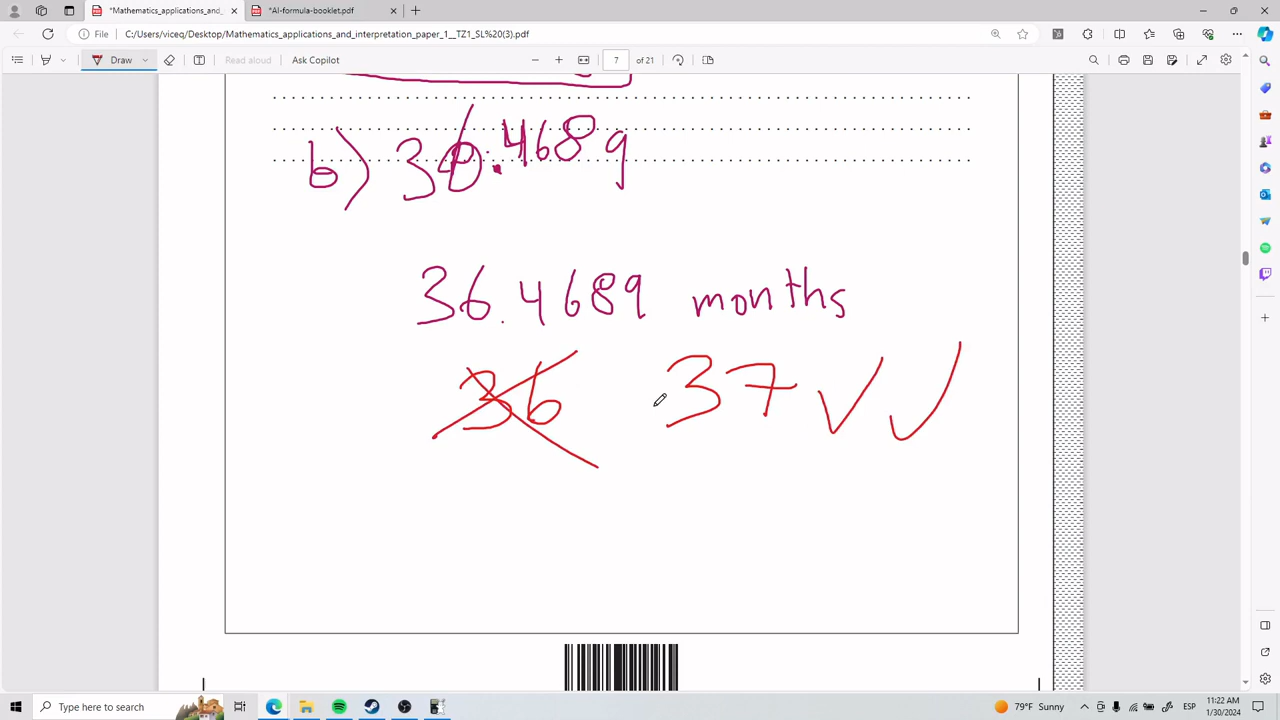 *Mathematics_applications_and_
*AI-formula-booklet.pdf
File
C:/Users/viceq/Desktop/Mathematics_applications_and_interpretation_paper_1__TZ1_SL%20(3).pdf
Draw
Read aloud
Ask Copilot
7
of 21
b) 36.4689
36.4689 months
36 37
Type here to search
79°F Sunny
ESP
11:22 AM
1/30/2024